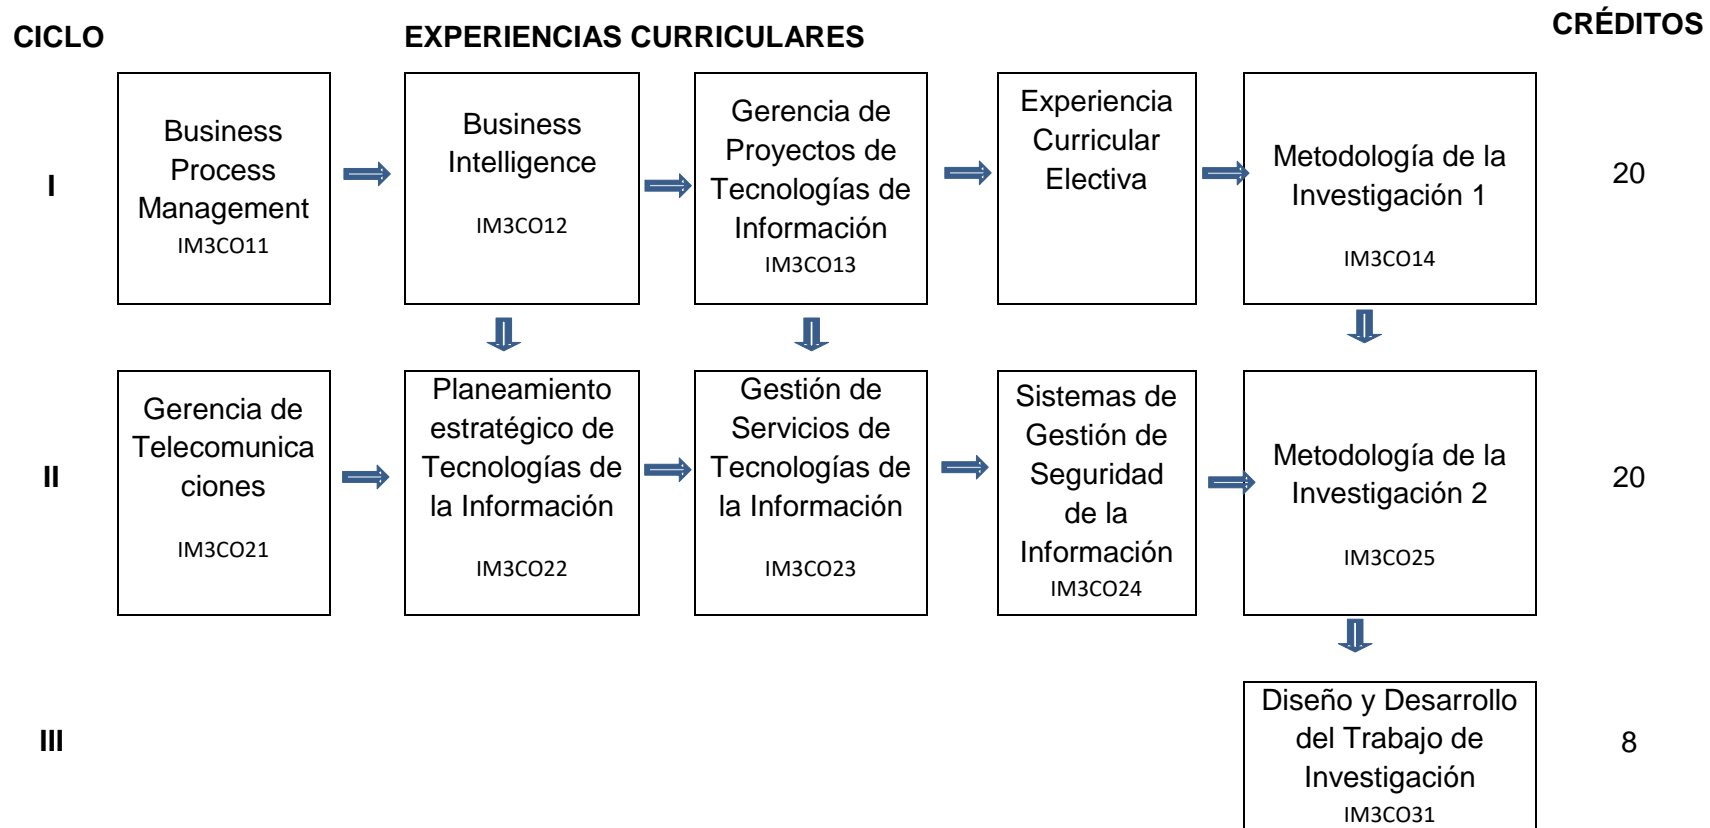 CICLO
EXPERIENCIAS CURRICULARES
CRÉDITOS
I
Business
Process
Management
IM3CO11
Business
Intelligence
IM3CO12
Gerencia de
Proyectos de
Tecnologías de
Información
IM3CO13
Experiencia
Curricular
Electiva
Metodología de la
Investigación 1
IM3CO14
20
II
Gerencia de
Telecomunica
ciones
IM3CO21
Planeamiento
estratégico de
Tecnologías de
la Información
IM3CO22
Gestión de
Servicios de
Tecnologías de
la Información
IM3CO23
Sistemas de
Gestión de
Seguridad
de la
Información
IM3CO24
Metodología de la
Investigación 2
IM3CO25
20
III
Diseño y Desarrollo
del Trabajo de
Investigación
IM3CO31
8